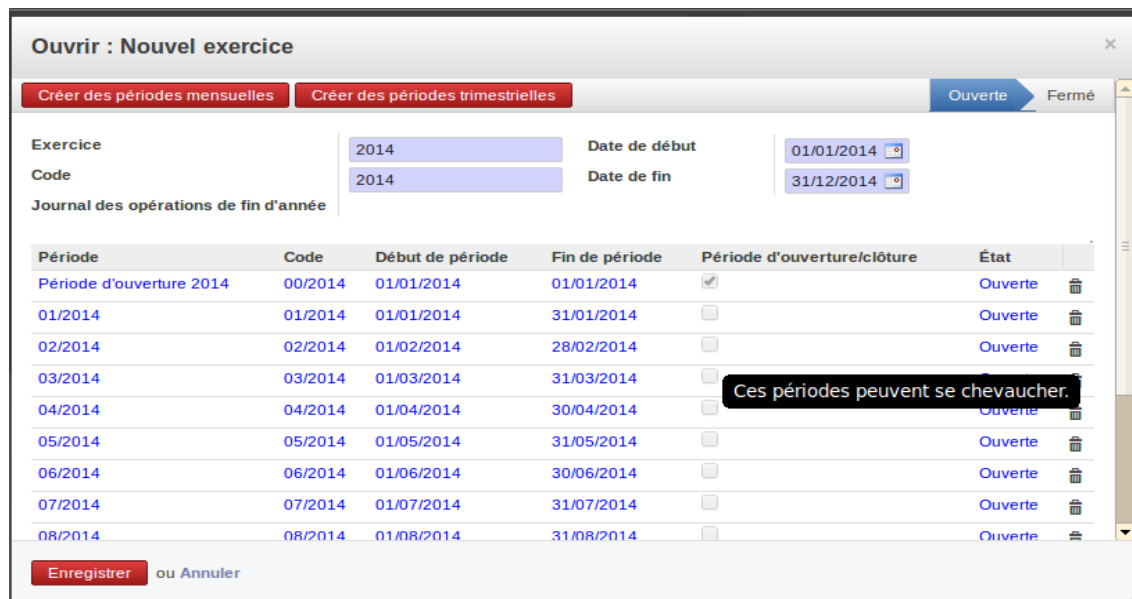 Ouvrir : Nouvel exercice ×
Créer des périodes mensuelles Créer des périodes trimestrielles Ouverte Fermé
Exercice 2014 Date de début 01/01/2014
Code 2014 Date de fin 31/12/2014
Journal des opérations de fin d'année
Période Code Début de période Fin de période Période d'ouverture/clôture État
Période d'ouverture 2014 00/2014 01/01/2014 01/01/2014 Ouverte
01/2014 01/2014 01/01/2014 31/01/2014 Ouverte
02/2014 02/2014 01/02/2014 28/02/2014 Ouverte
03/2014 03/2014 01/03/2014 31/03/2014
Ces périodes peuvent se chevaucher.
04/2014 04/2014 01/04/2014 30/04/2014 Ouverte
05/2014 05/2014 01/05/2014 31/05/2014 Ouverte
06/2014 06/2014 01/06/2014 30/06/2014 Ouverte
07/2014 07/2014 01/07/2014 31/07/2014 Ouverte
08/2014 08/2014 01/08/2014 31/08/2014 Ouverte
Enregistrer ou Annuler